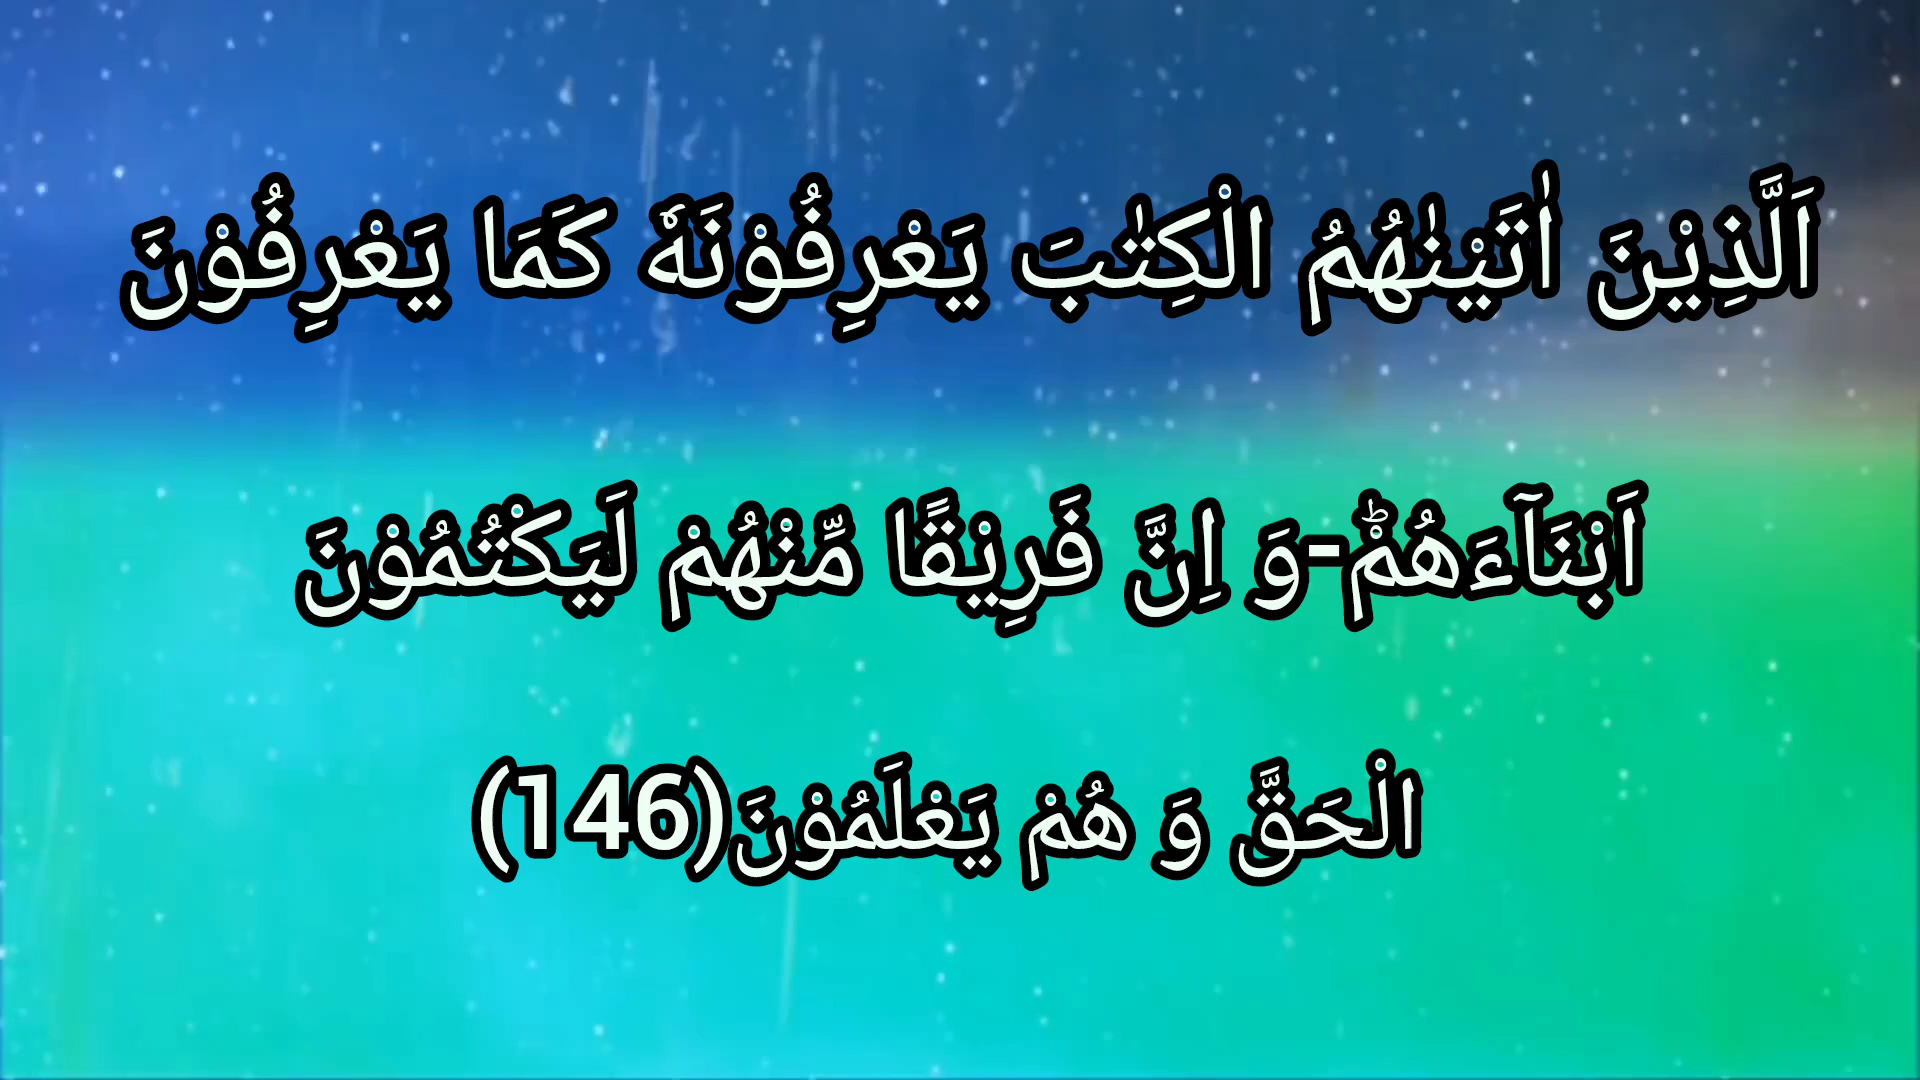 اَلَّذِیْنَ اٰتَیْنٰهُمُ الْكِتٰبَ یَعْرِفُوْنَهٗ كَمَا یَعْرِفُوْنَ
اَبْنَآءَهُمْؕ-وَ اِنَّ فَرِیْقًا مِّنْهُمْ لَیَكْتُمُوْنَ
الْحَقَّ وَ هُمْ یَعْلَمُوْنَ(146)